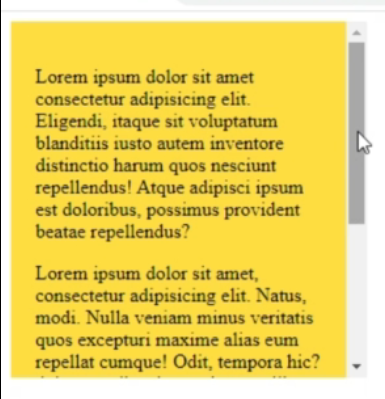 Lorem ipsum dolor sit amet
consectetur adipisicing elit.
Eligendi, itaque sit voluptatum
blanditiis iusto autem inventore
distinctio harum quos nesciunt
repellendus! Atque adipisci ipsum
est doloribus, possimus provident
beatae repellendus?
Lorem ipsum dolor sit amet,
consectetur adipisicing elit. Natus,
modi. Nulla veniam minus veritatis
quos excepturi maxime alias eum
repellat cumque! Odit, tempora hic?